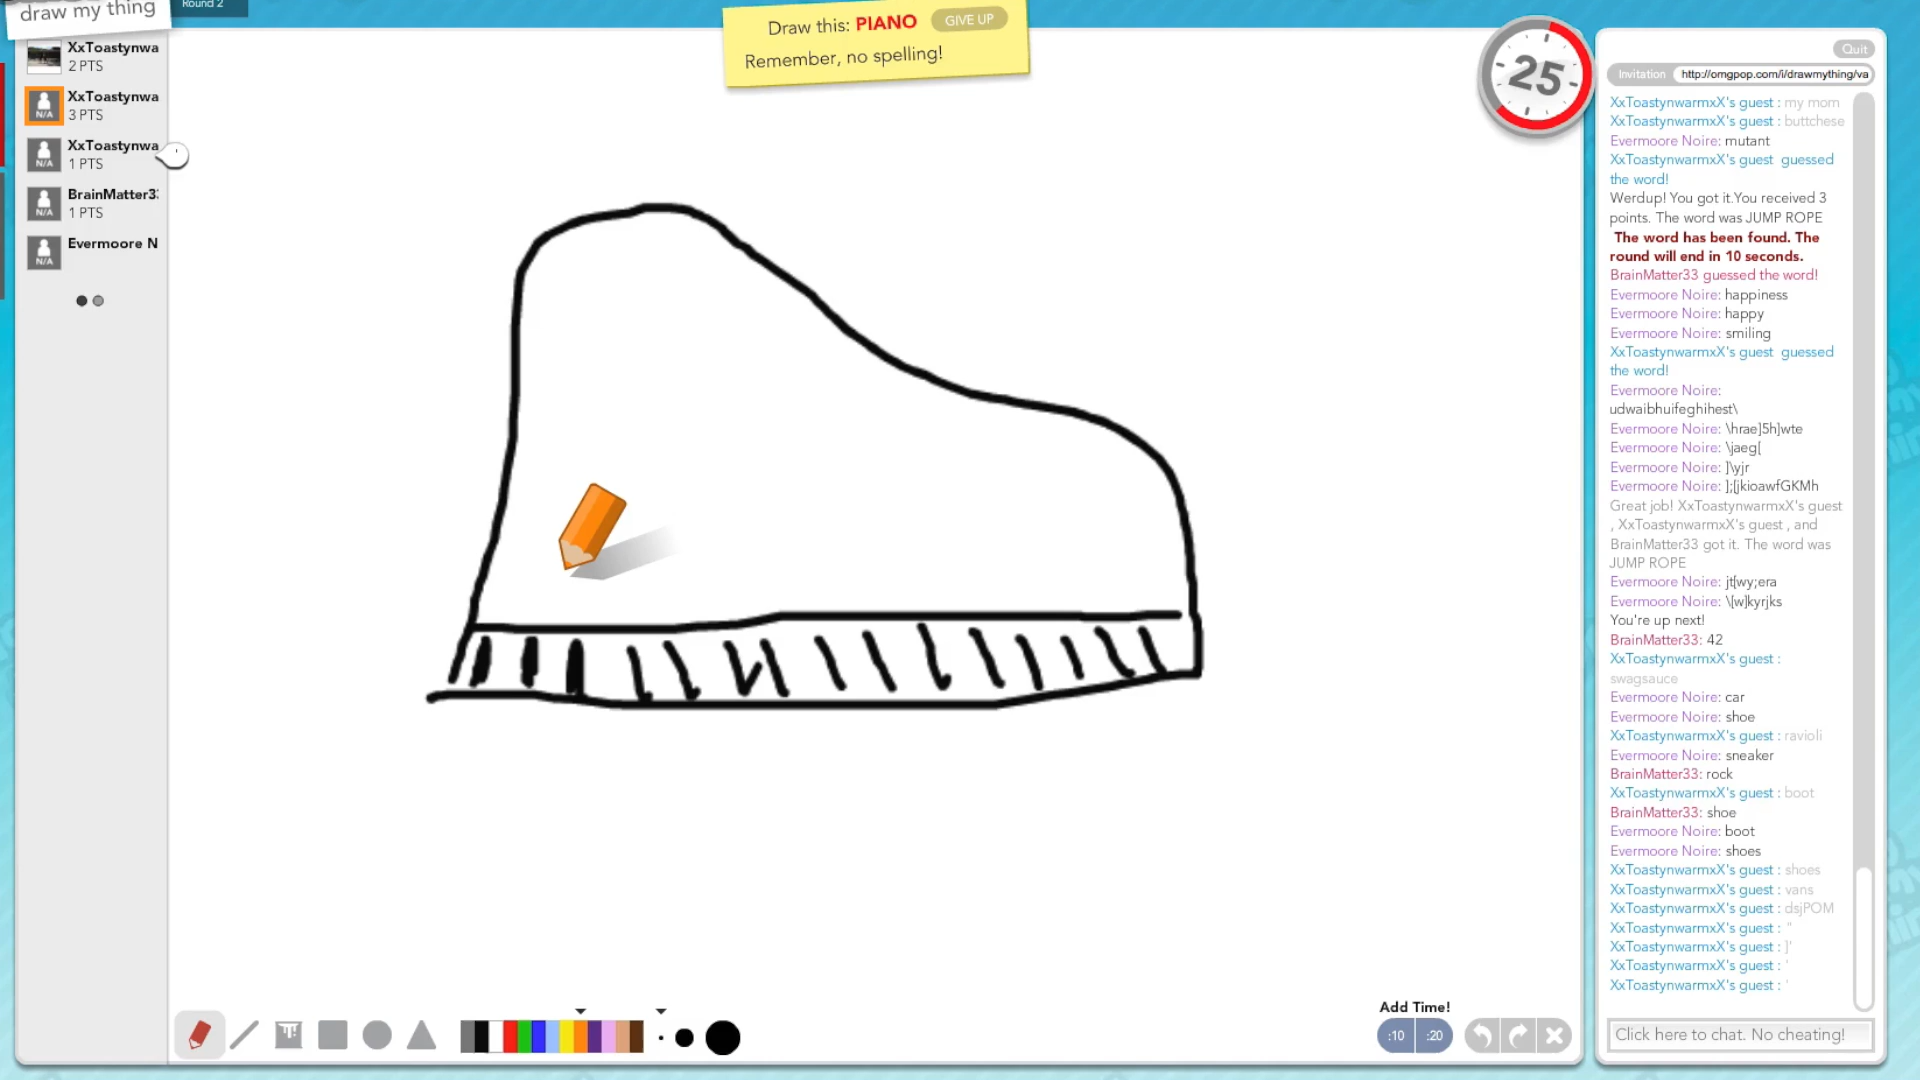 draw my thing
Round 2
XxToastynwa
2 PTS
N/A
XxToastynwa
3 PTS
N/A
XxToastynwa
1 PTS
'
N/A
BrainMatter33
1 PTS
N/A
Evermoore N
Draw this: PIANO
GIVE UP
Remember, no spelling!
25
Quit
Invitation
http://omgpop.com/i/drawmything/va
XxToastynwarmxX's guest : my mom
XxToastynwarmxX's guest : buttchese
Evermoore Noire: mutant
XxToastynwarmxX's guest guessed
the word!
Werdup! You got it.You received 3
points. The word was JUMP ROPE
The word has been found. The
round will end in 10 seconds.
BrainMatter33 guessed the word!
Evermoore Noire: happiness
Evermoore Noire: happy
Evermoore Noire: smiling
XxToastynwarmxX's guest guessed
the word!
Evermoore Noire:
udwaibhuifeghihest\
Evermoore Noire: \hrae]5h]wte
Evermoore Noire: \jaeg[
Evermoore Noire: ]\yjr
Evermoore Noire: ];[jkioawfGKMh
Great job! XxToastynwarmxX's guest
, XxToastynwarmxX's guest , and
BrainMatter33 got it. The word was
JUMP ROPE
Evermoore Noire: jt[wy;era
Evermoore Noire: \[w]kyrjks
You're up next!
BrainMatter33: 42
XxToastynwarmxX's guest :
swagsauce
Evermoore Noire: car
Evermoore Noire: shoe
XxToastynwarmxX's guest : ravioli
Evermoore Noire: sneaker
BrainMatter33: rock
XxToastynwarmxX's guest : boot
BrainMatter33: shoe
Evermoore Noire: boot
Evermoore Noire: shoes
XxToastynwarmxX's guest : shoes
XxToastynwarmxX's guest : vans
XxToastynwarmxX's guest : dsjPOM
XxToastynwarmxX's guest : "
XxToastynwarmxX's guest : ]'
XxToastynwarmxX's guest : '
XxToastynwarmxX's guest : '
Click here to chat. No cheating!
Add Time!
:10
:20